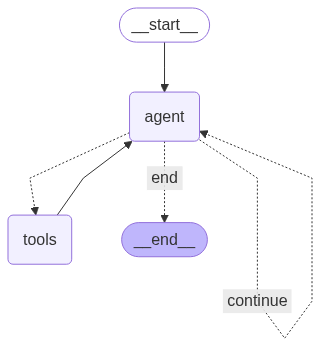 __start__
agent
end
tools
__end__
continue